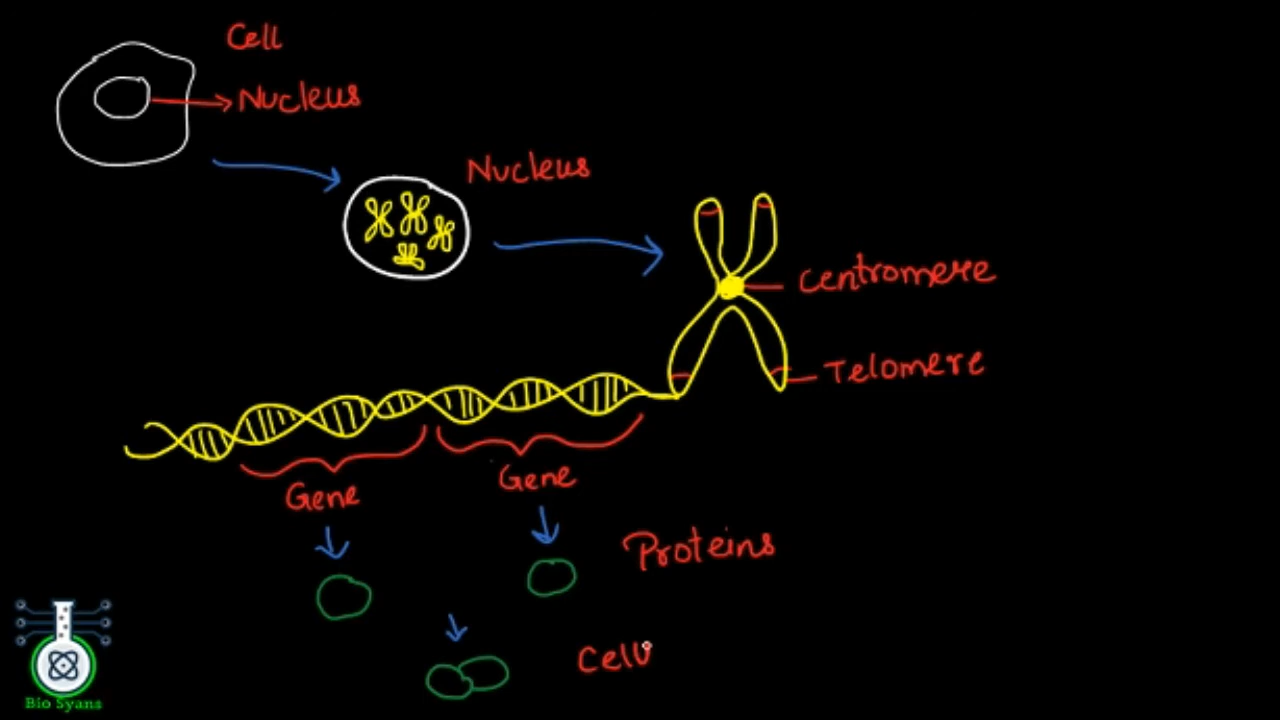 Cell
Nucleus
Nucleus
Centromere
Telomere
Gene
Gene
Proteins
Cell
Bio Syans